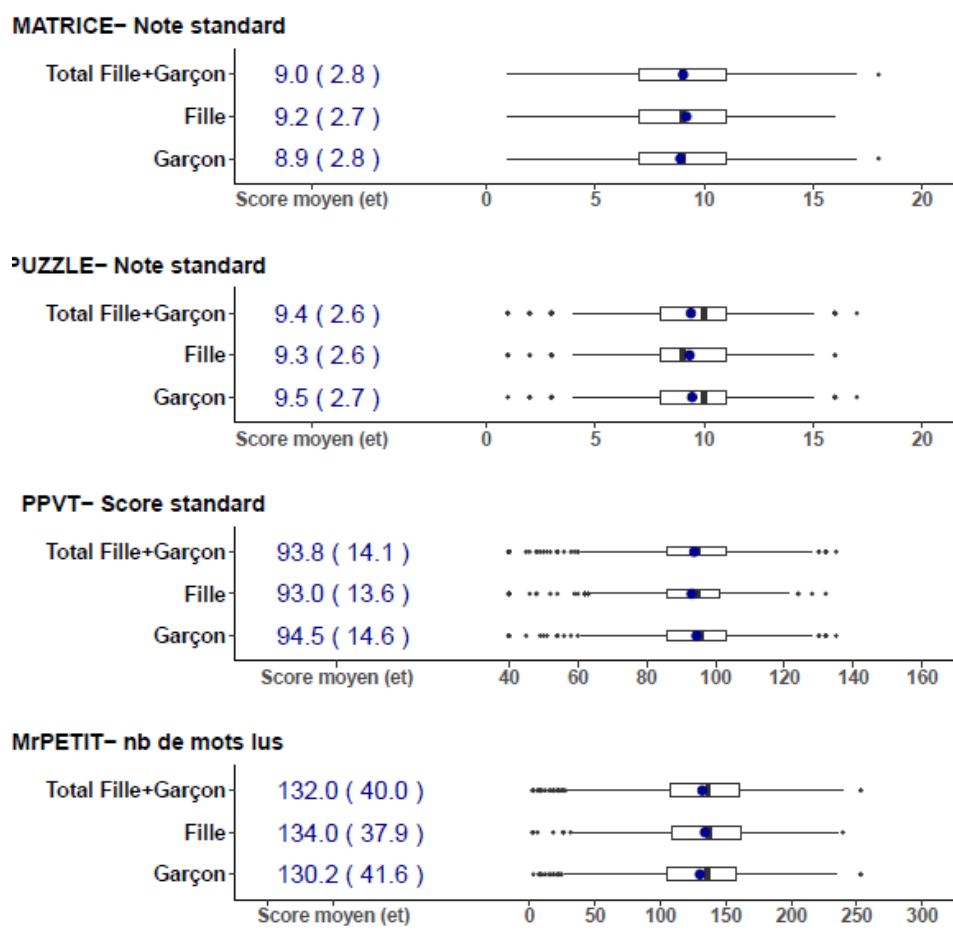 MATRICE− Note standard
Total Fille+Garçon 9.0 ( 2.8 )
Fille 9.2 ( 2.7 )
Garçon 8.9 ( 2.8 )
Score moyen (et) 0 5 10 15 20
PUZZLE− Note standard
Total Fille+Garçon 9.4 ( 2.6 )
Fille 9.3 ( 2.6 )
Garçon 9.5 ( 2.7 )
Score moyen (et) 0 5 10 15 20
PPVT− Score standard
Total Fille+Garçon 93.8 ( 14.1 )
Fille 93.0 ( 13.6 )
Garçon 94.5 ( 14.6 )
Score moyen (et) 40 60 80 100 120 140 160
MrPETIT− nb de mots lus
Total Fille+Garçon 132.0 ( 40.0 )
Fille 134.0 ( 37.9 )
Garçon 130.2 ( 41.6 )
Score moyen (et) 0 50 100 150 200 250 300